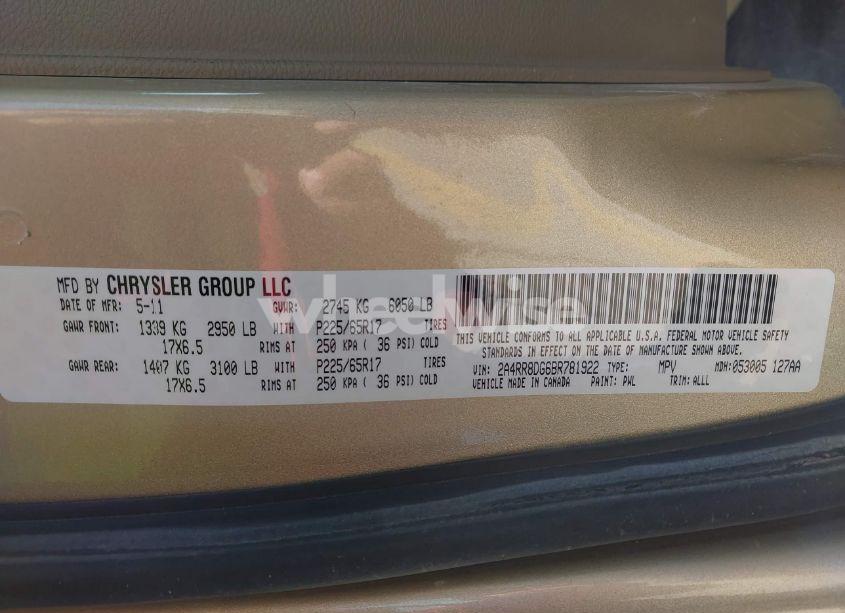 MFD BY CHRYSLER GROUP LLC
DATE OF MFR: 5-11 GVWR: 2745 KG 6050 LB
GAWR FRONT: 1339 KG 2950 LB WITH P225/65R17 TIRES
17X6.5 RIMS AT 250 KPA ( 36 PSI) COLD
GAWR REAR: 1407 KG 3100 LB WITH P225/65R17 TIRES
17X6.5 RIMS AT 250 KPA ( 36 PSI) COLD
THIS VEHICLE CONFORMS TO ALL APPLICABLE U.S.A. FEDERAL MOTOR VEHICLE SAFETY
STANDARDS IN EFFECT ON THE DATE OF MANUFACTURE SHOWN ABOVE.
VIN: 2A4RR8DG6BR781922 TYPE: MPV MDH: 053005 127AA
VEHICLE MADE IN CANADA PAINT: PWL TRIM: ALLL
wheelwise